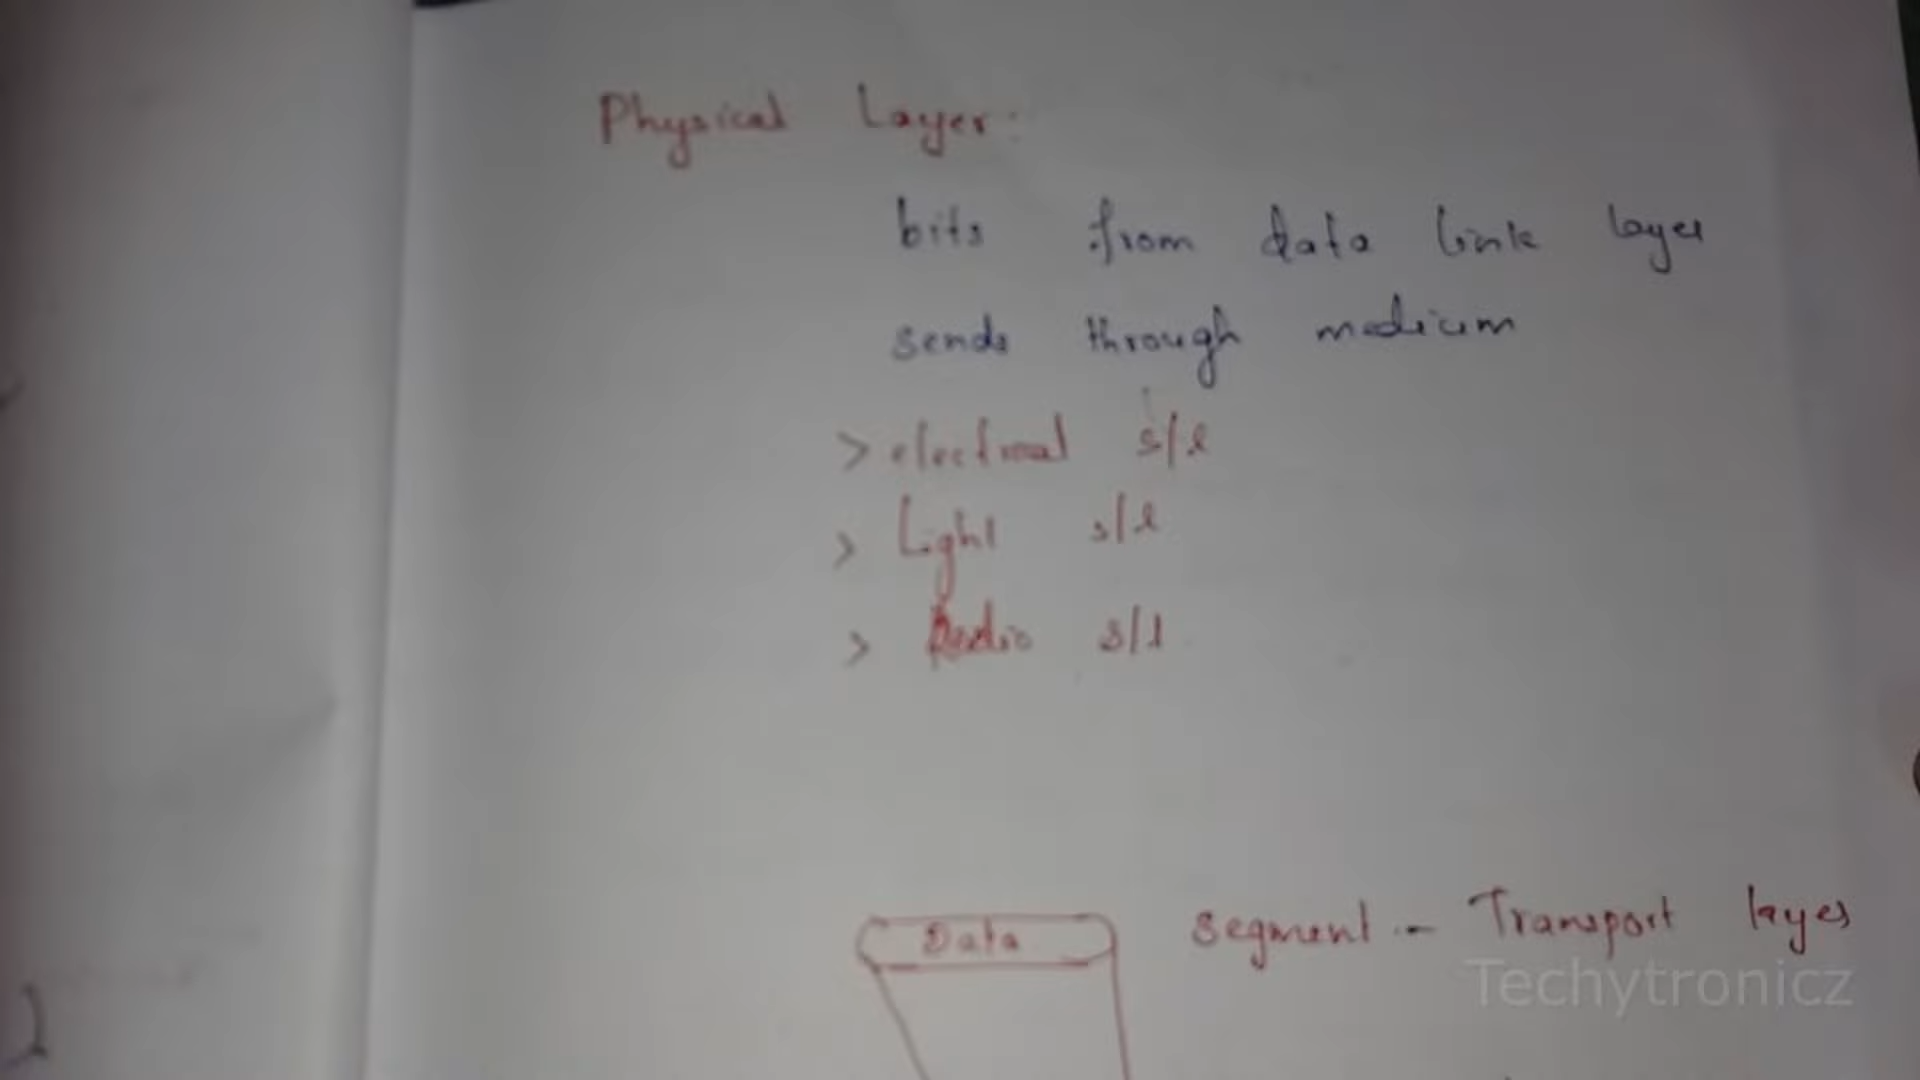 Physical Layer:
bits from data link layer
sends through medium
> electrical s/l
> Light s/l
> Radio s/l
Data
segment - Transport layer
Techytronicz